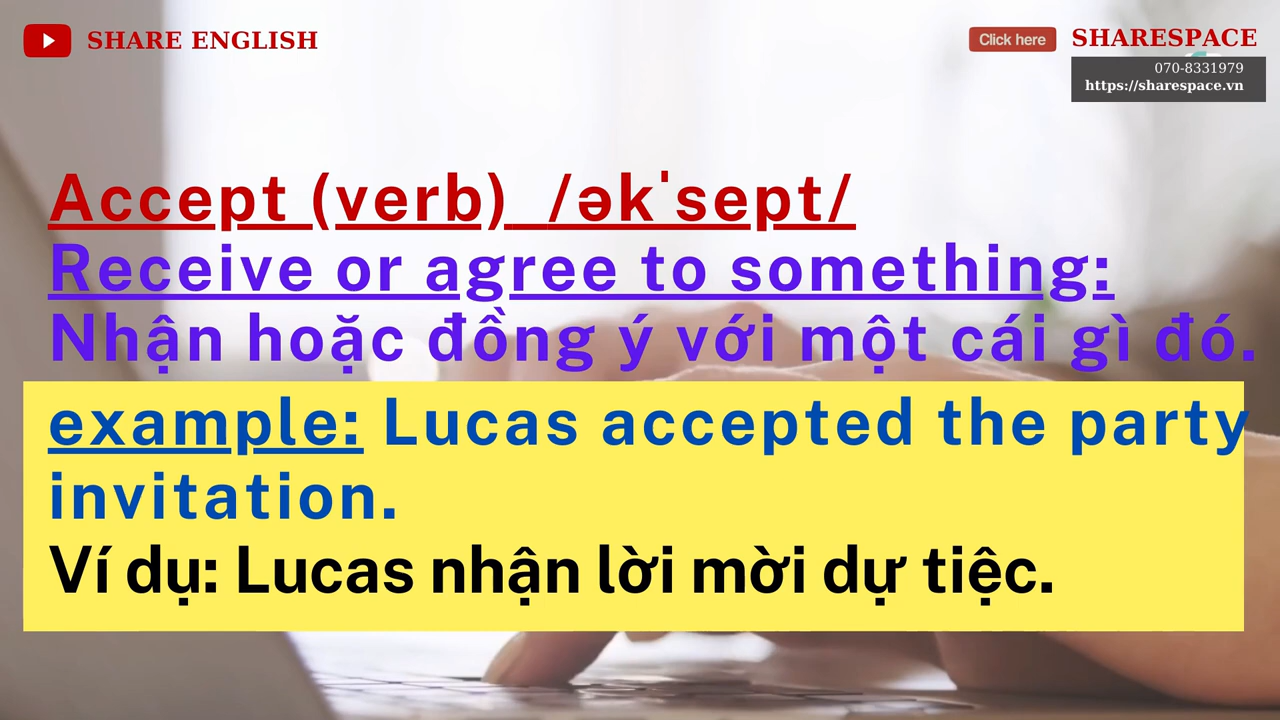 SHARE ENGLISH
Click here SHARESPACE
070-8331979
https://sharespace.vn
Accept (verb) /əkˈsept/
Receive or agree to something:
Nhận hoặc đồng ý với một cái gì đó.
example: Lucas accepted the party
invitation.
Ví dụ: Lucas nhận lời mời dự tiệc.